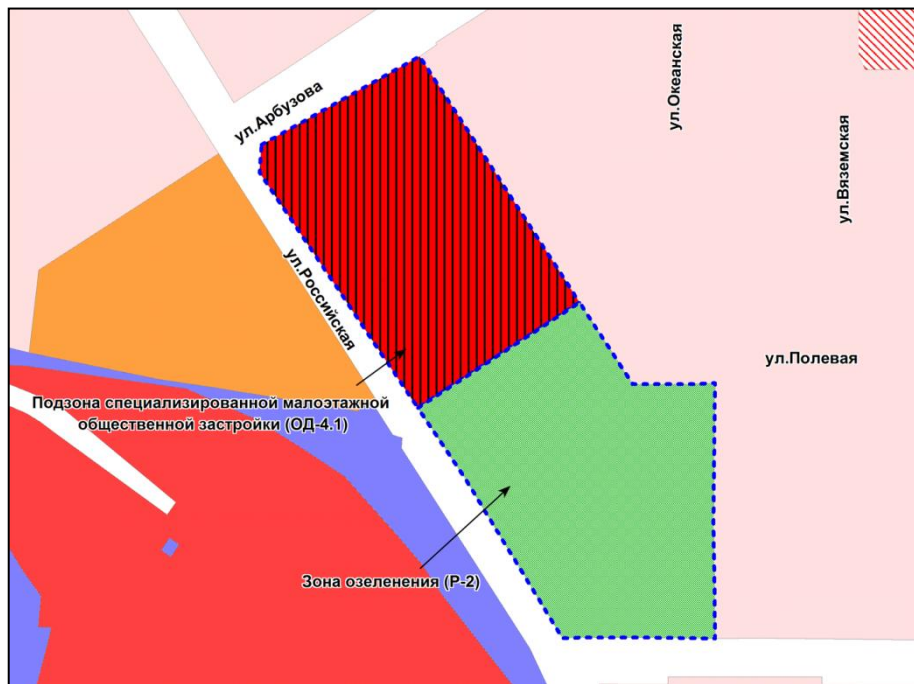 ул.Океанская
ул.Арбузова
ул.Вяземская
ул.Российская
ул.Полевая
Подзона специализированной малоэтажной
общественной застройки (ОД-4.1)
Зона озеленения (Р-2)